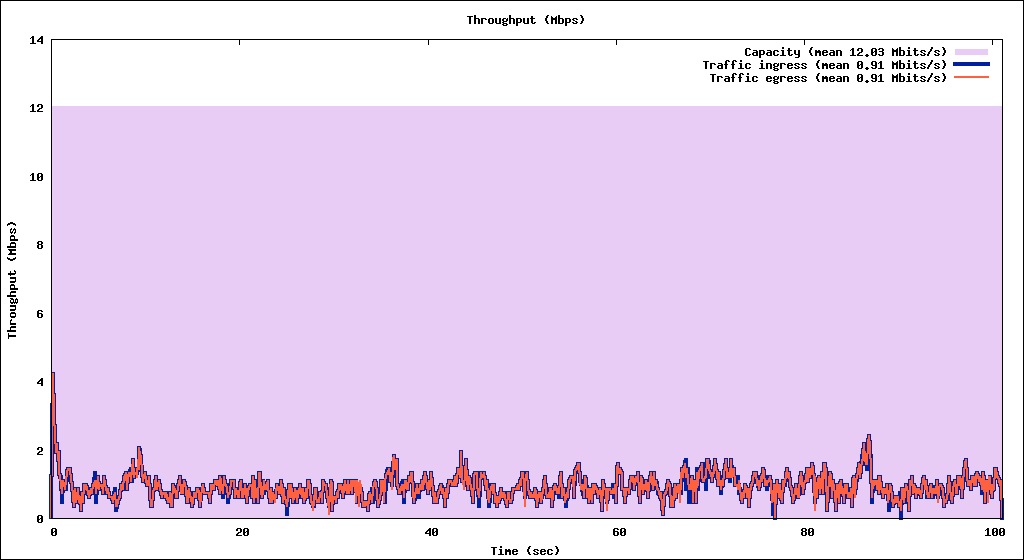 Throughput (Mbps)
14
Capacity (mean 12.03 Mbits/s)
Traffic ingress (mean 0.91 Mbits/s)
Traffic egress (mean 0.91 Mbits/s)
12
10
8
Throughput (Mbps)
6
4
2
0
0 20 40 60 80 100
Time (sec)